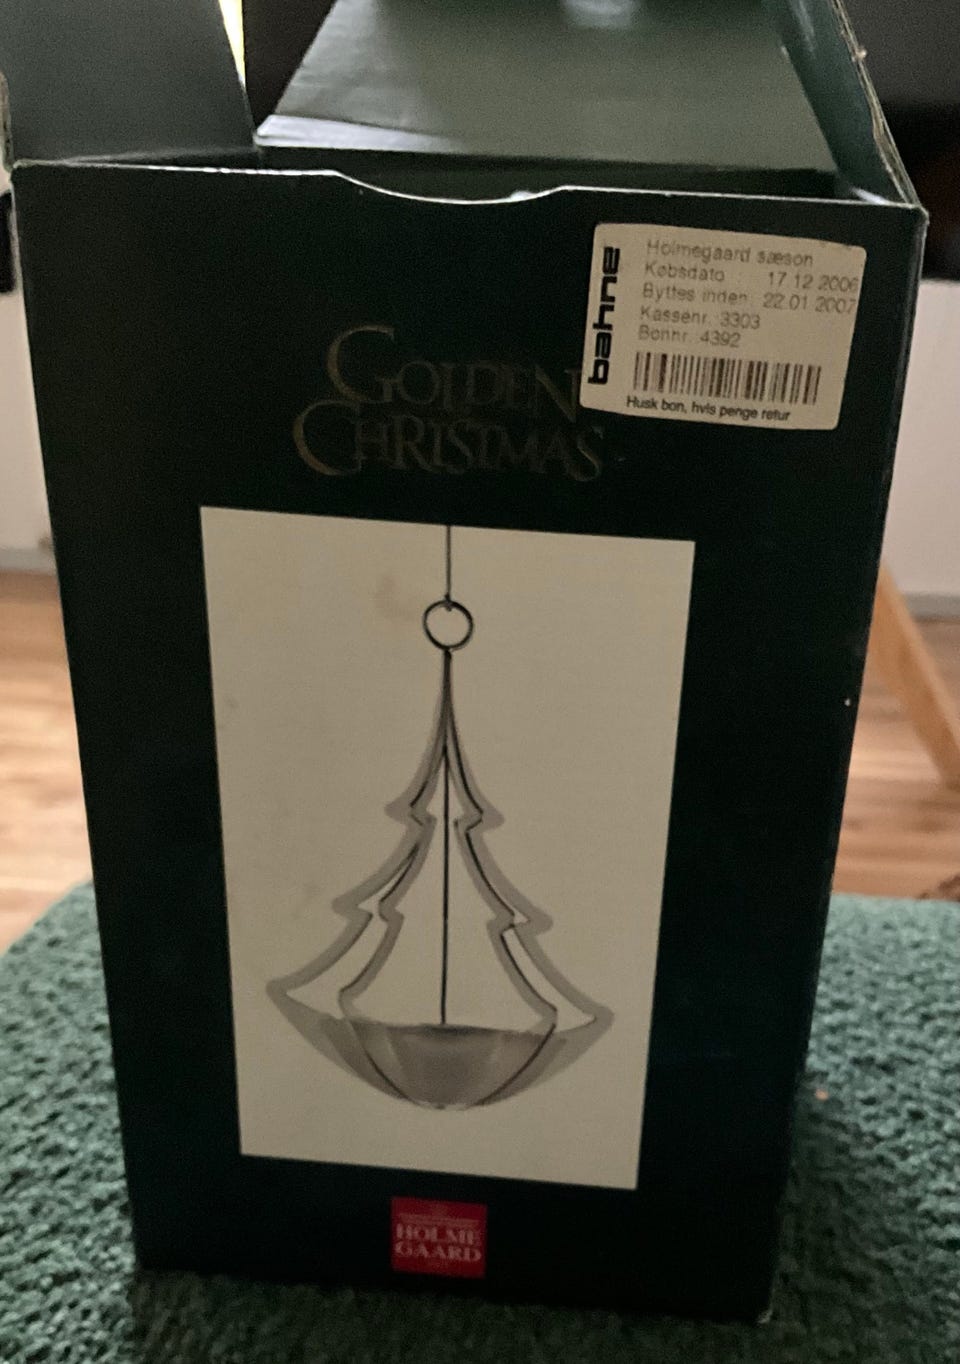 bahne
Holmegaard sæson
Købsdato : 17 12 2006
Byttes inden: 22.01 2007
Kassenr. :3303
Bonnr. :4392
Husk bon, hvis penge retur
GOLDEN
CHRISTMAS
HOLME
GAARD